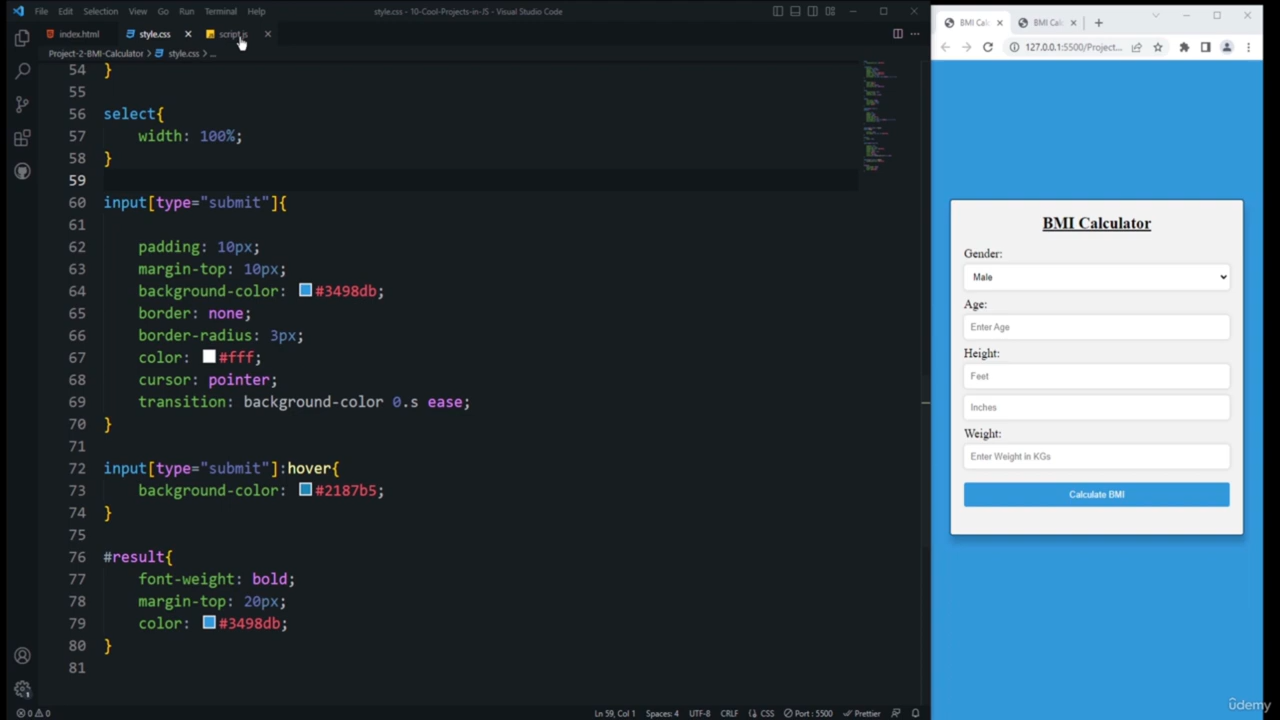 File Edit Selection View Go Run Terminal Help
style.css - 10-Cool-Projects-in-JS - Visual Studio Code
index.html
style.css
script.js
Project-2-BMI-Calculator > style.css > ...
54 }
55
56 select{
57 width: 100%;
58 }
59
60 input[type="submit"]{
61
62 padding: 10px;
63 margin-top: 10px;
64 background-color: #3498db;
65 border: none;
66 border-radius: 3px;
67 color: #fff;
68 cursor: pointer;
69 transition: background-color 0.s ease;
70 }
71
72 input[type="submit"]:hover{
73 background-color: #2187b5;
74 }
75
76 #result{
77 font-weight: bold;
78 margin-top: 20px;
79 color: #3498db;
80 }
81
0 0
Ln 59, Col 1 Spaces: 4 UTF-8 CRLF CSS Port : 5500 Prettier
BMI Calc
BMI Calc
127.0.0.1:5500/Project...
BMI Calculator
Gender:
Male
Age:
Enter Age
Height:
Feet
Inches
Weight:
Enter Weight in KGs
Calculate BMI
ûdemy